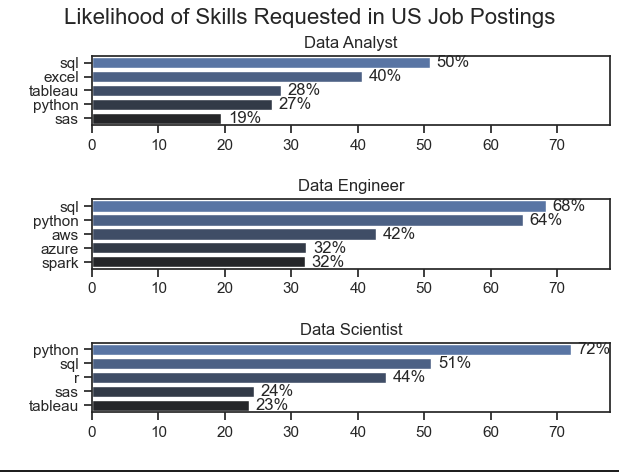 Likelihood of Skills Requested in US Job Postings
Data Analyst
sql 50%
excel 40%
tableau 28%
python 27%
sas 19%
0 10 20 30 40 50 60 70
Data Engineer
sql 68%
python 64%
aws 42%
azure 32%
spark 32%
0 10 20 30 40 50 60 70
Data Scientist
python 72%
sql 51%
r 44%
sas 24%
tableau 23%
0 10 20 30 40 50 60 70